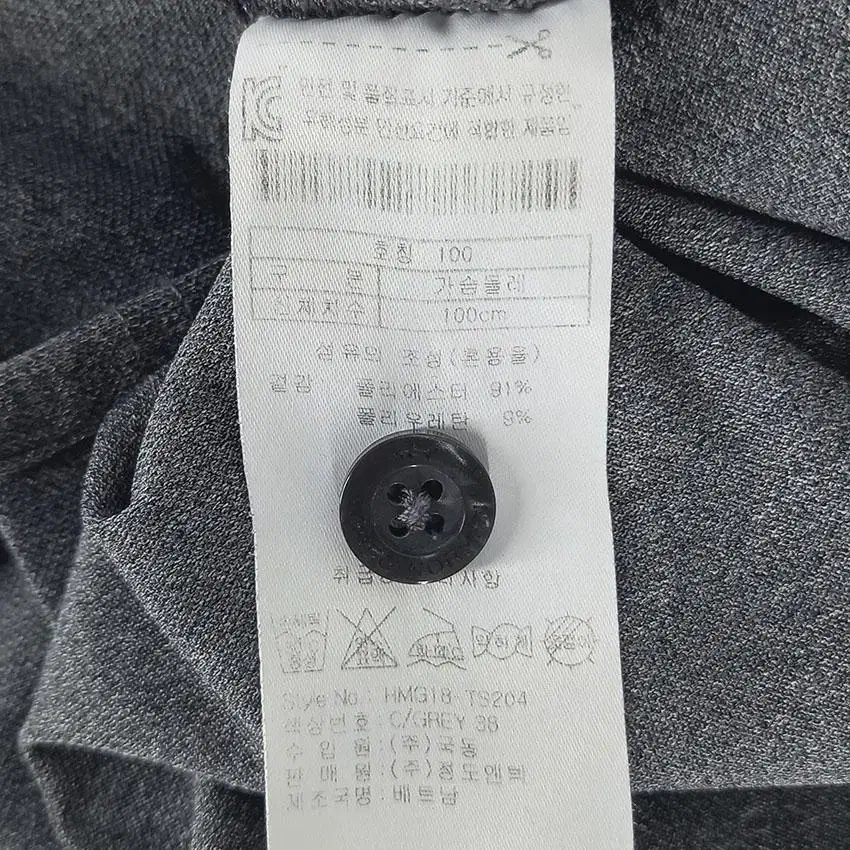 안전 및 품질표시 기준에서 규정한
유해성분 안전요건에 적합한 제품임
호칭 100
구 분 가슴둘레
신체치수 100cm
섬유의 조성(혼용율)
겉감 폴리에스터 91%
폴리우레탄 9%
취급 사항
Style No.: HMG18-TS204
색상번호 : C/GREY 38
수 입 원 : (주)국동
판 매 원 : (주)정도앤빅
제조국명 : 베트남